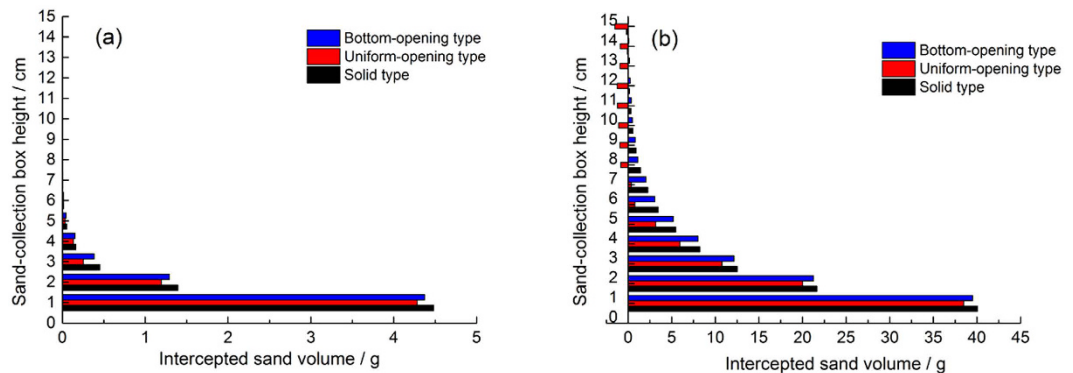 (a)
Bottom-opening type
Uniform-opening type
Solid type
Sand-collection box height / cm
15
14
13
12
11
10
9
8
7
6
5
4
3
2
1
0
0 1 2 3 4 5
Intercepted sand volume / g
(b)
Bottom-opening type
Uniform-opening type
Solid type
Sand-collection box height / cm
15
14
13
12
11
10
9
8
7
6
5
4
3
2
1
0
0 5 10 15 20 25 30 35 40 45
Intercepted sand volume / g